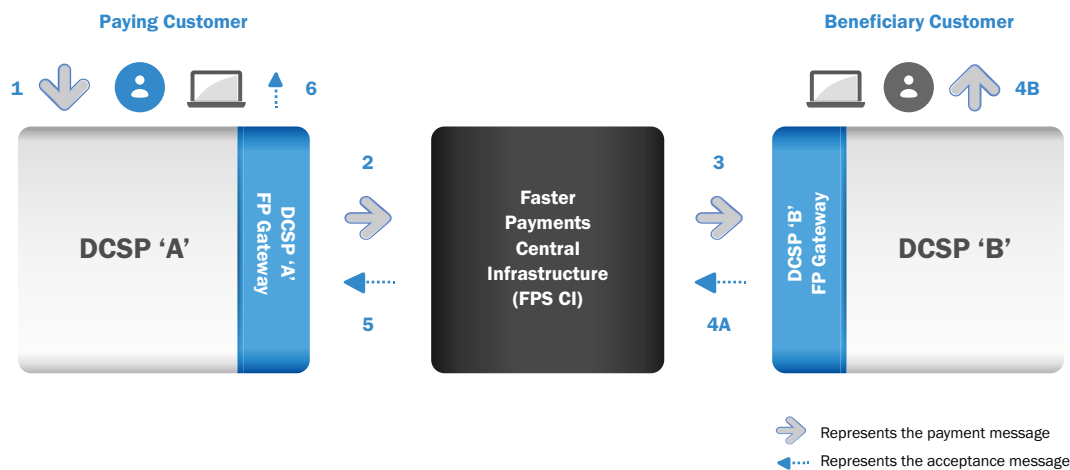 Paying Customer
Beneficiary Customer
1
6
4B
2
3
DCSP ‘A’
DCSP ‘A’
FP Gateway
Faster
Payments
Central
Infrastructure
(FPS CI)
DCSP ‘B’
FP Gateway
DCSP ‘B’
5
4A
Represents the payment message
Represents the acceptance message